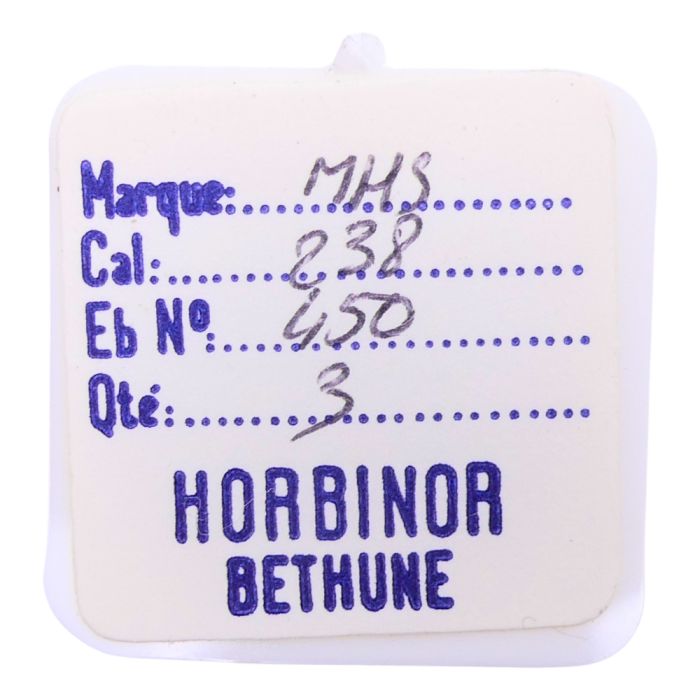 Marque: MHS
Cal: 238
Eb Nº: 450
Qté: 3
HORBINOR
BETHUNE